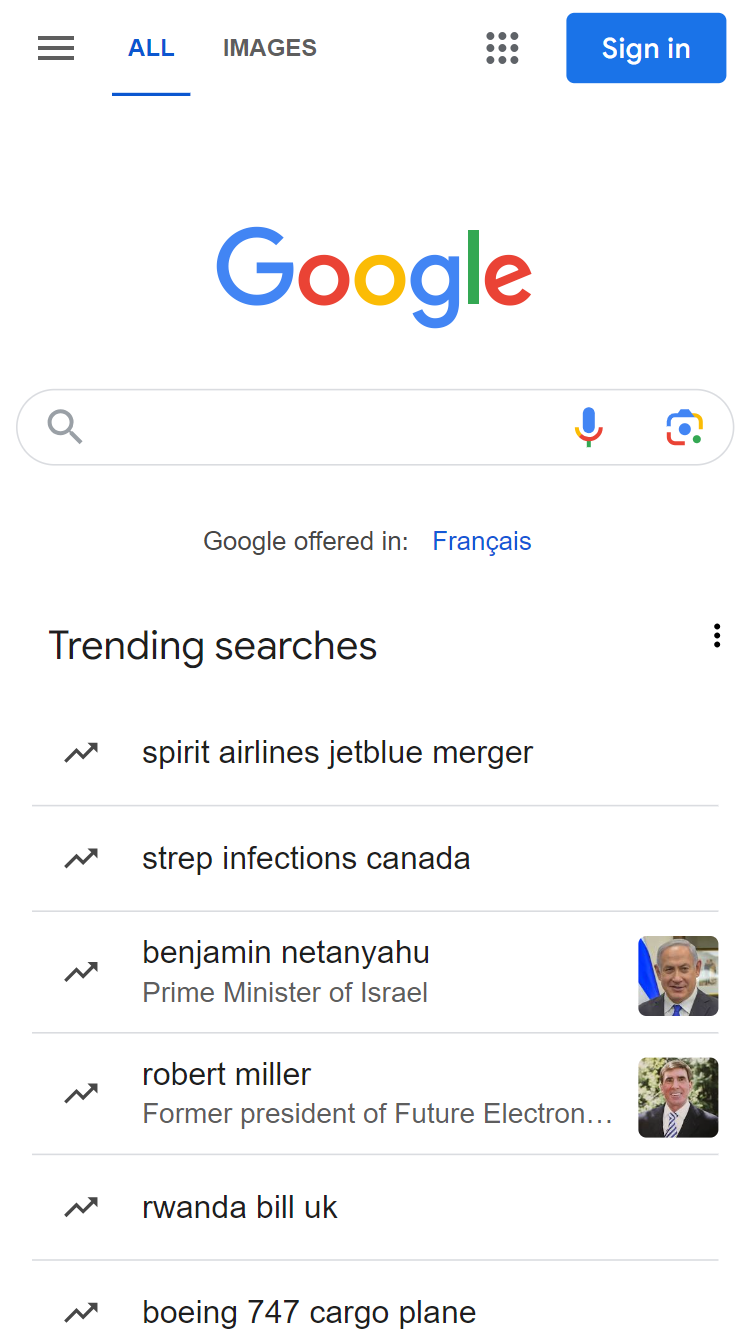 ALL
IMAGES
Sign in
Google
Google offered in: Français
Trending searches
spirit airlines jetblue merger
strep infections canada
benjamin netanyahu
Prime Minister of Israel
robert miller
Former president of Future Electron…
rwanda bill uk
boeing 747 cargo plane